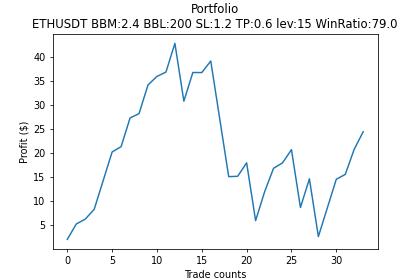 Portfolio
ETHUSDT BBM:2.4 BBL:200 SL:1.2 TP:0.6 lev:15 WinRatio:79.0
Profit ($)
40
35
30
25
20
15
10
5
0 5 10 15 20 25 30
Trade counts